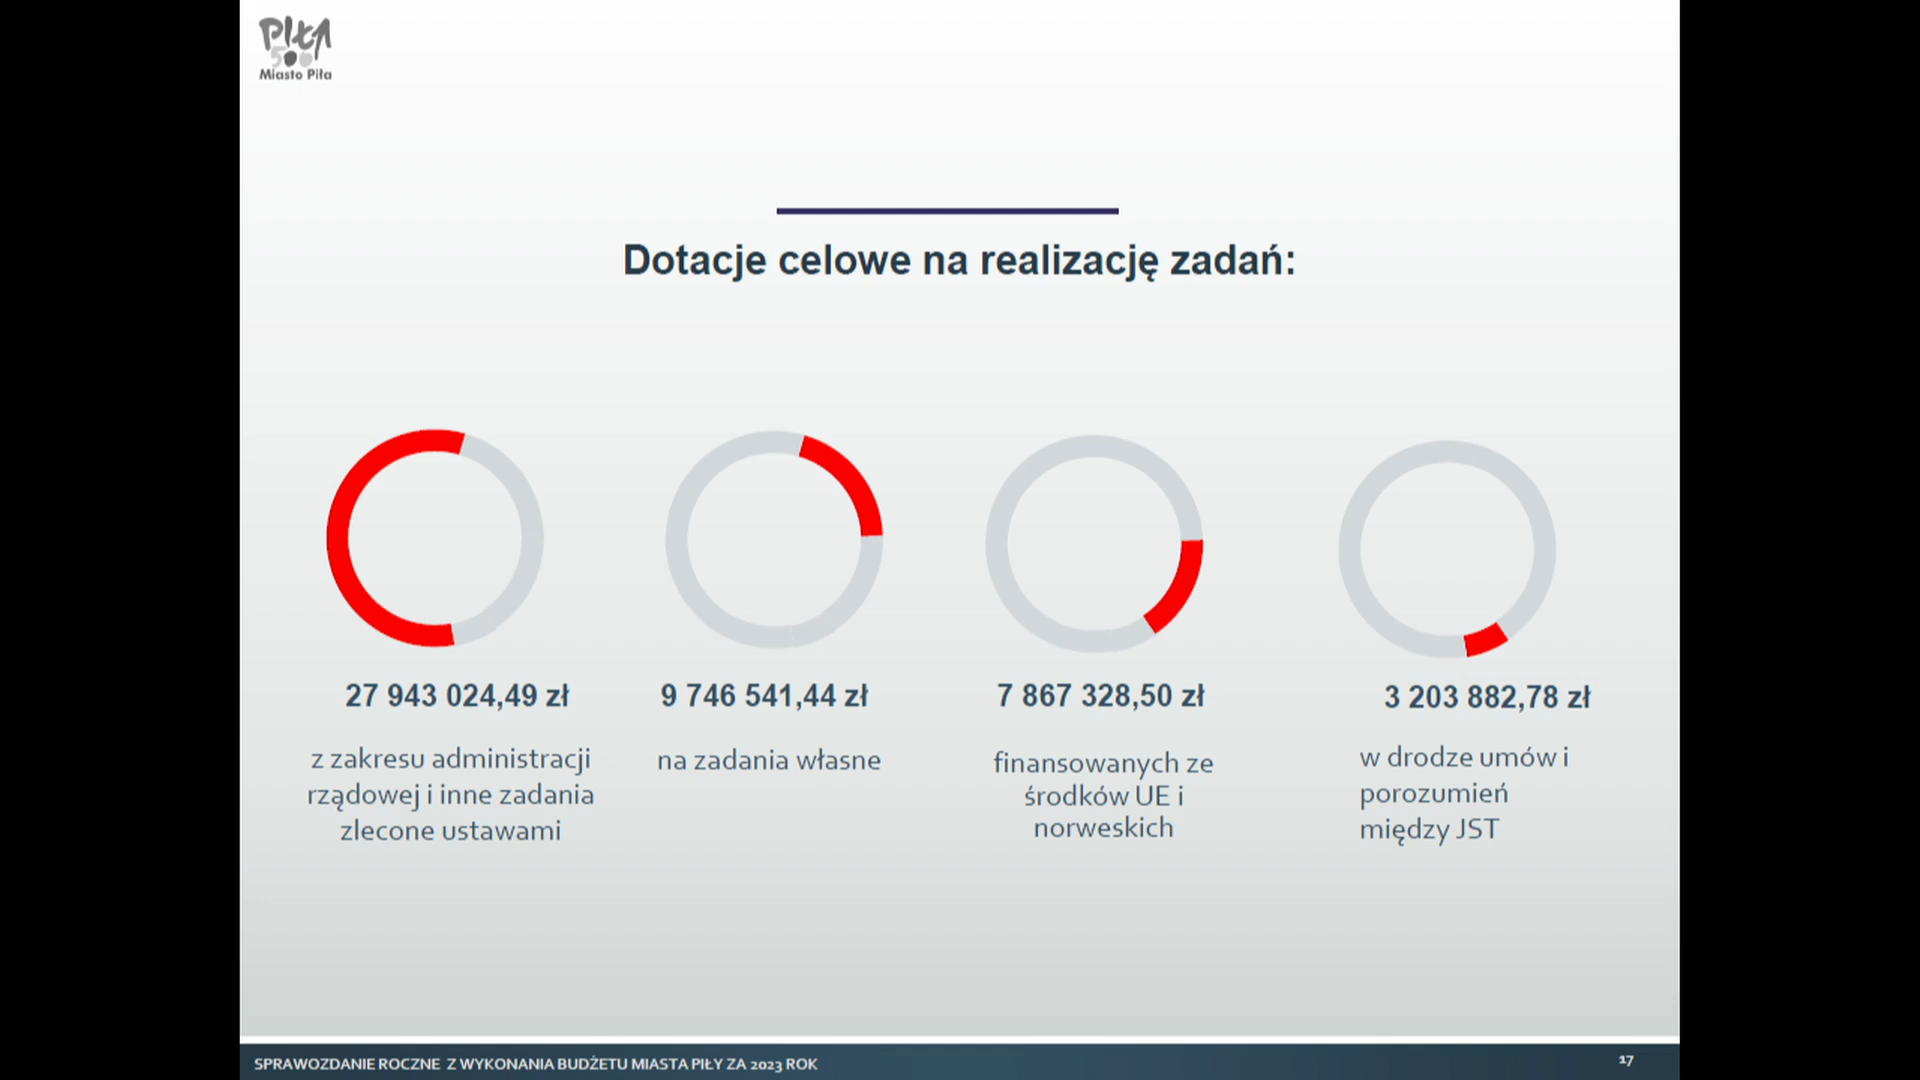 Piła
500
Miasto Piła
Dotacje celowe na realizację zadań:
27 943 024,49 zł
z zakresu administracji
rządowej i inne zadania
zlecone ustawami
9 746 541,44 zł
na zadania własne
7 867 328,50 zł
finansowanych ze
środków UE i
norweskich
3 203 882,78 zł
w drodze umów i
porozumień
między JST
SPRAWOZDANIE ROCZNE Z WYKONANIA BUDŻETU MIASTA PIŁY ZA 2023 ROK
17